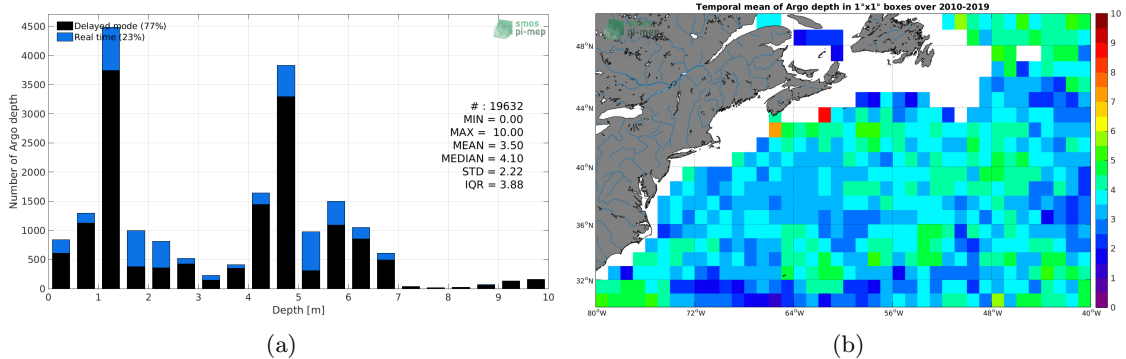 Delayed mode (77%)
Real time (23%)
smos
pi-mep
4500
4000
3500
3000
2500
2000
1500
1000
500
0
Number of Argo depth
# : 19632
MIN = 0.00
MAX = 10.00
MEAN = 3.50
MEDIAN = 4.10
STD = 2.22
IQR = 3.88
0 1 2 3 4 5 6 7 8 9 10
Depth [m]
(a)
Temporal mean of Argo depth in 1°x1° boxes over 2010-2019
smos
pi-mep
48°N
44°N
40°N
36°N
32°N
80°W 72°W 64°W 56°W 48°W 40°W
10
9
8
7
6
5
4
3
2
1
0
(b)